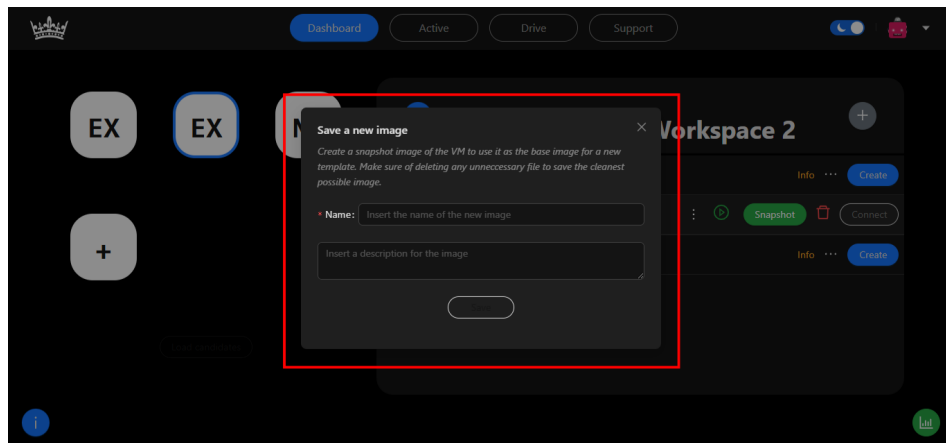 Dashboard
Active
Drive
Support
EX
EX
Workspace 2
+
Save a new image
Create a snapshot image of the VM to use it as the base image for a new
template. Make sure of deleting any unneccessary file to save the cleanest
possible image.
* Name: Insert the name of the new image
Insert a description for the image
Info ··· Create
Snapshot Connect
+
Info ··· Create
i